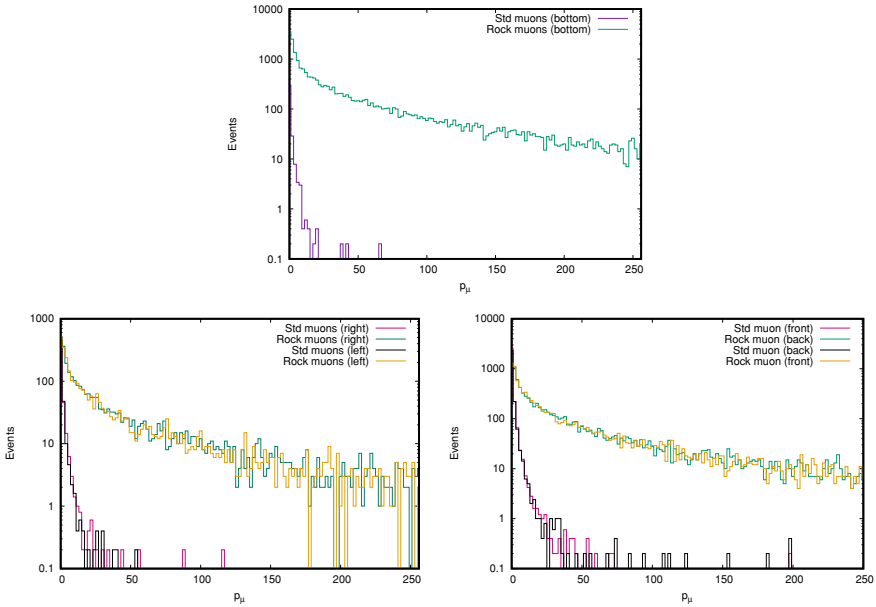 10000
1000
100
10
1
0.1
Events
0
50
100
150
200
250
pμ
Std muons (bottom)
Rock muons (bottom)
1000
100
10
1
0.1
Events
0
50
100
150
200
250
pμ
Std muons (right)
Rock muons (right)
Std muons (left)
Rock muons (left)
10000
1000
100
10
1
0.1
Events
0
50
100
150
200
250
pμ
Std muon (front)
Rock muon (back)
Std muon (back)
Rock muon (front)